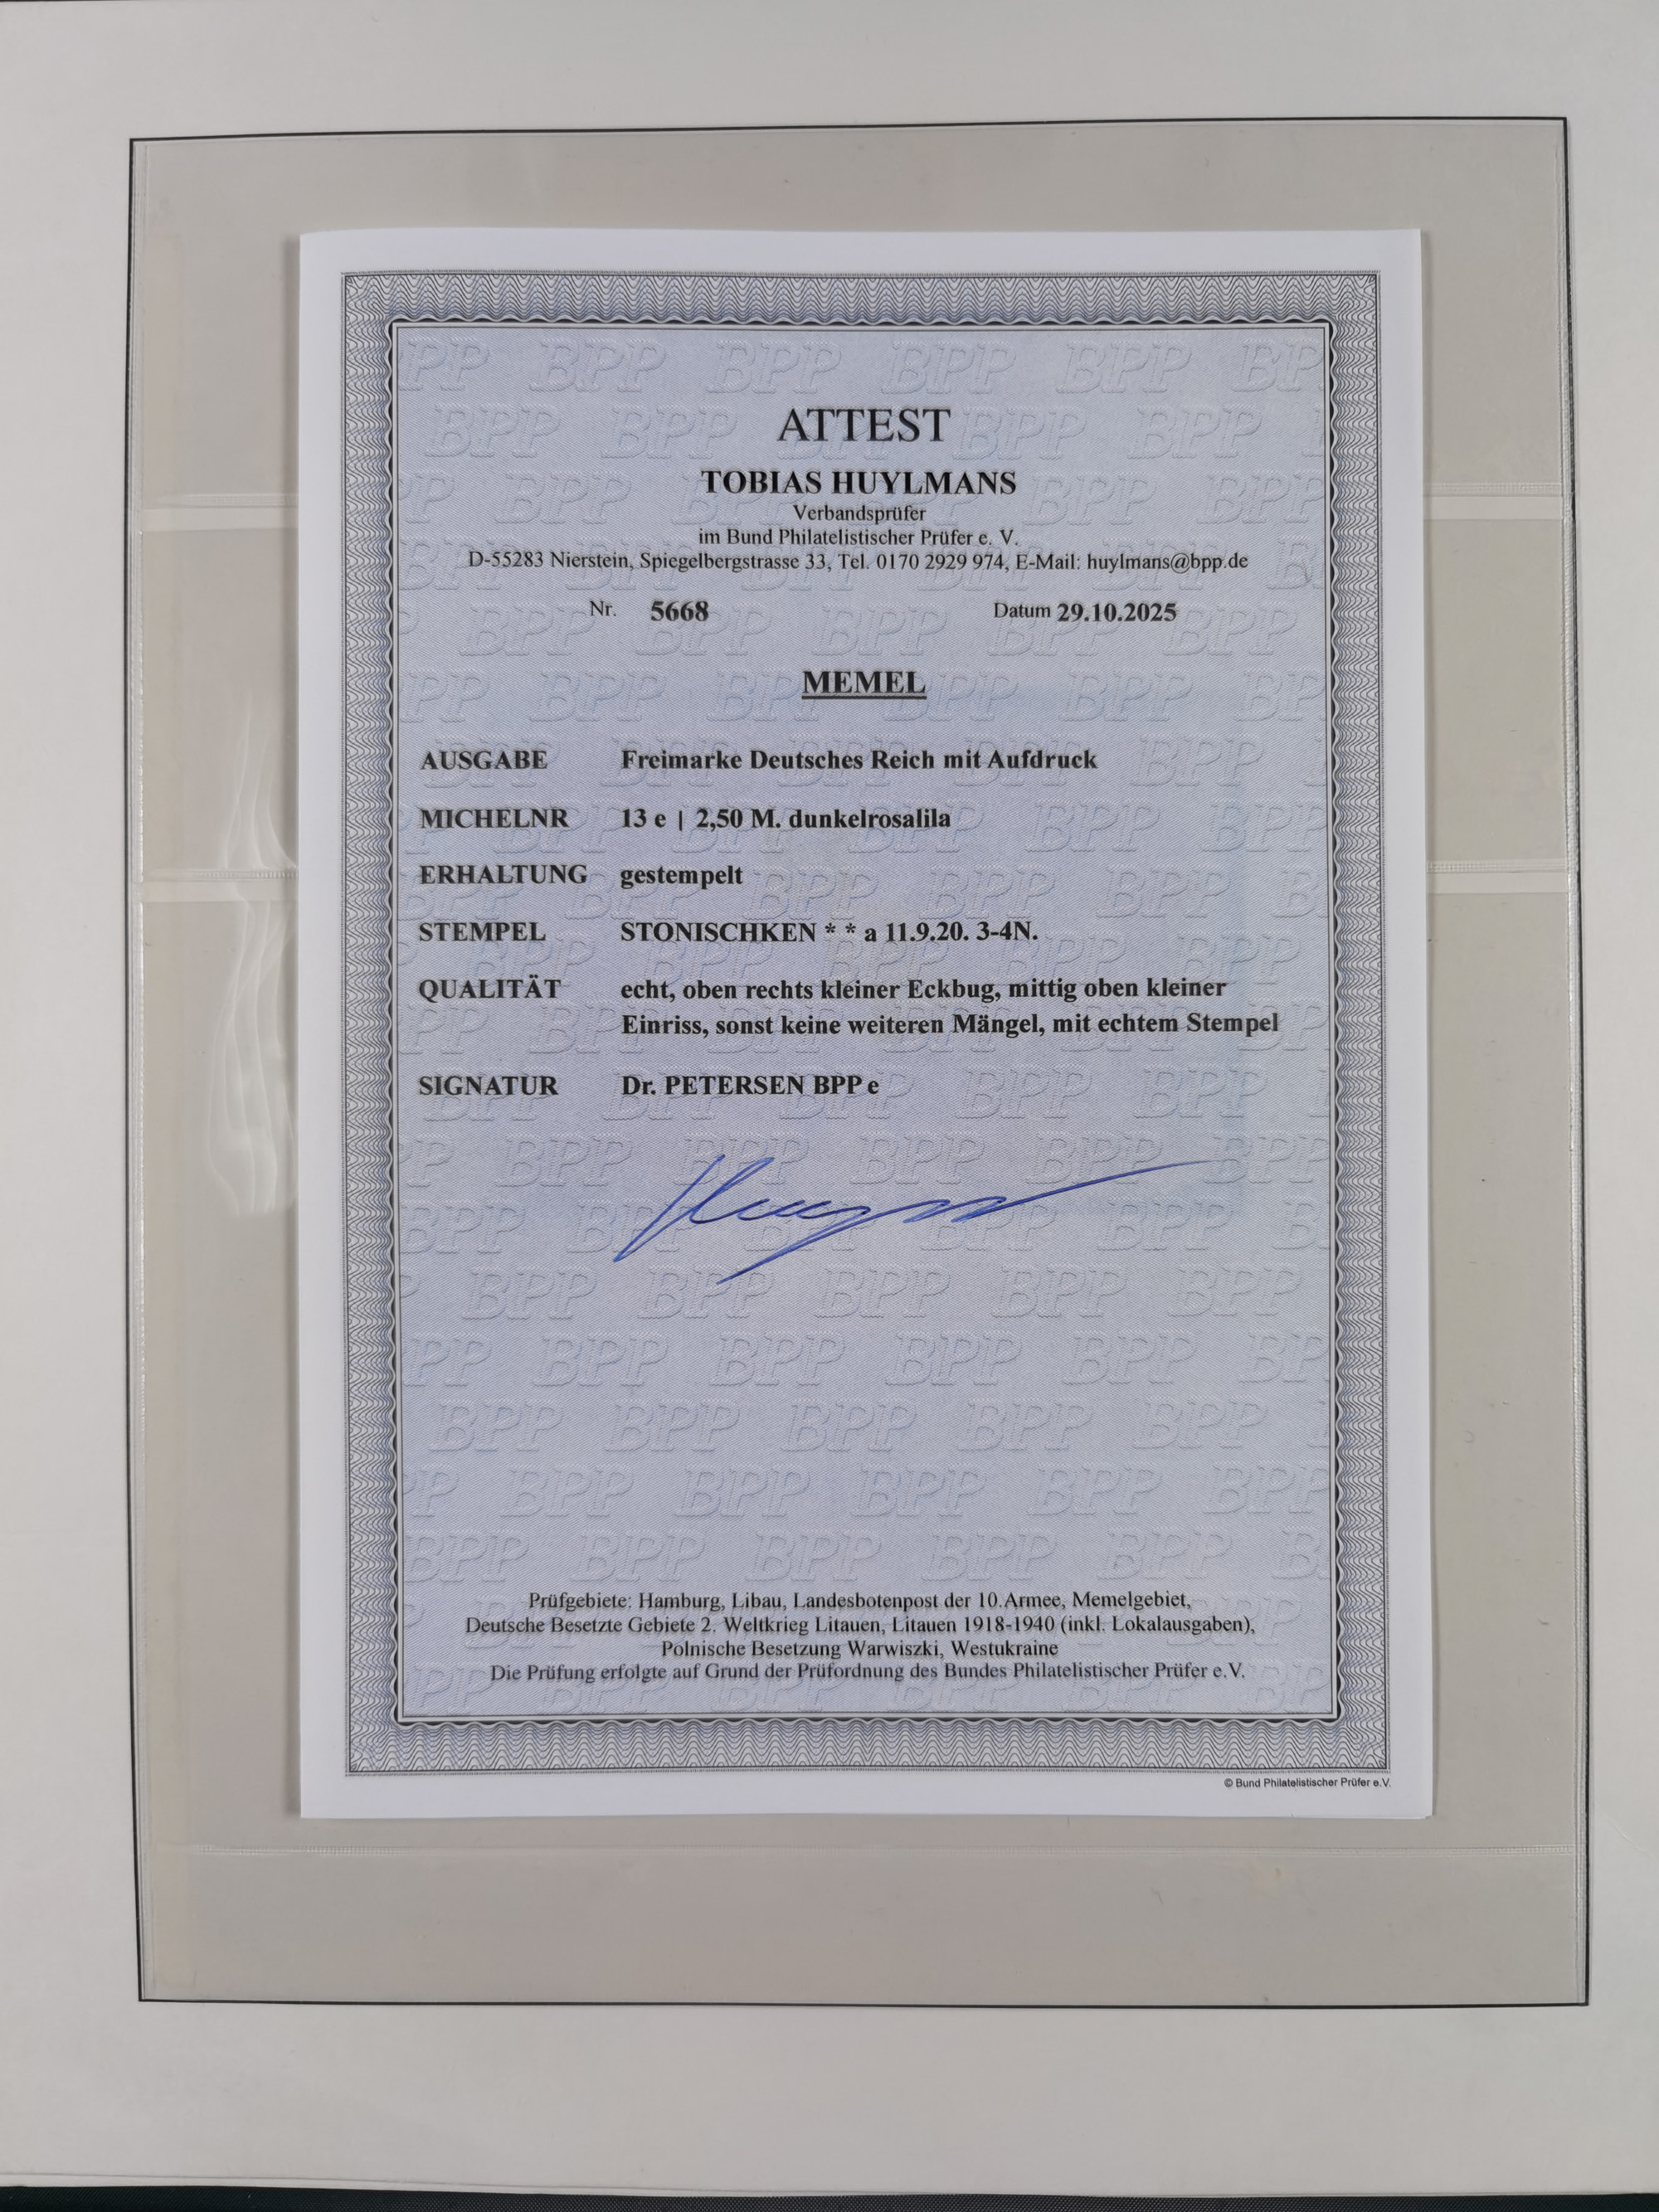 ATTEST
TOBIAS HUYLMANS
Verbandsprüfer
im Bund Philatelistischer Prüfer e. V.
D-55283 Nierstein, Spiegelbergstrasse 33, Tel. 0170 2929 974, E-Mail: huylmans@bpp.de
Nr. 5668 Datum 29.10.2025
MEMEL
AUSGABE Freimarke Deutsches Reich mit Aufdruck
MICHELNR 13 e | 2,50 M. dunkelrosalila
ERHALTUNG gestempelt
STEMPEL STONISCHKEN * * a 11.9.20. 3-4N.
QUALITÄT echt, oben rechts kleiner Eckbug, mittig oben kleiner
Einriss, sonst keine weiteren Mängel, mit echtem Stempel
SIGNATUR Dr. PETERSEN BPP e
Prüfgebiete: Hamburg, Libau, Landesbotenpost der 10.Armee, Memelgebiet,
Deutsche Besetzte Gebiete 2. Weltkrieg Litauen, Litauen 1918-1940 (inkl. Lokalausgaben),
Polnische Besetzung Warwiszki, Westukraine
Die Prüfung erfolgte auf Grund der Prüfordnung des Bundes Philatelistischer Prüfer e.V.
© Bund Philatelistischer Prüfer e.V.